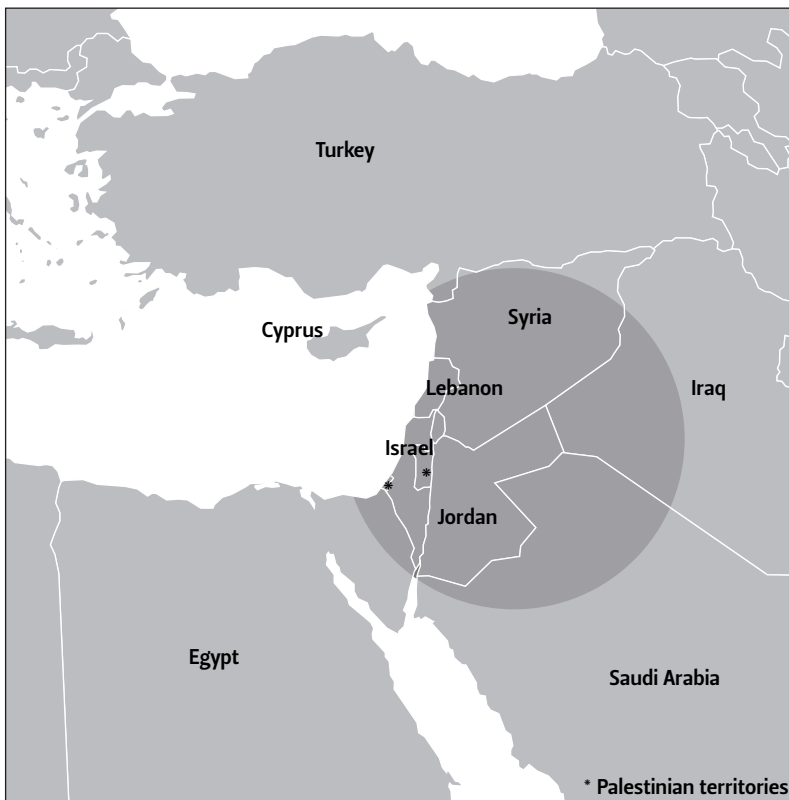 Turkey
Cyprus
Syria
Lebanon
Iraq
Israel
*
*
Jordan
Egypt
Saudi Arabia
* Palestinian territories